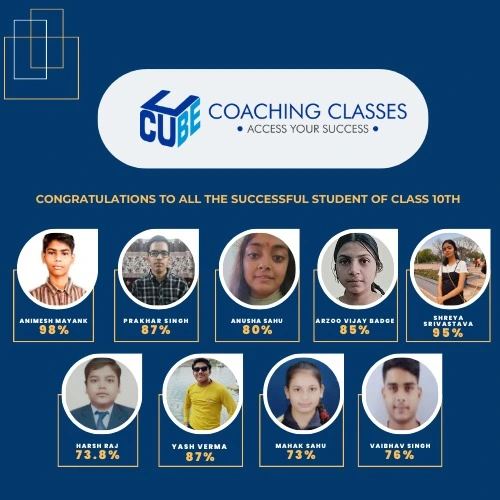 CUBE
COACHING CLASSES
• ACCESS YOUR SUCCESS •
CONGRATULATIONS TO ALL THE SUCCESSFUL STUDENT OF CLASS 10TH
ANIMESH MAYANK
98%
PRAKHAR SINGH
87%
ANUSHA SAHU
80%
ARZOO VIJAY BADGE
85%
SHREYA
SRIVASTAVA
95%
HARSH RAJ
73.8%
YASH VERMA
87%
MAHAK SAHU
73%
VAIBHAV SINGH
76%